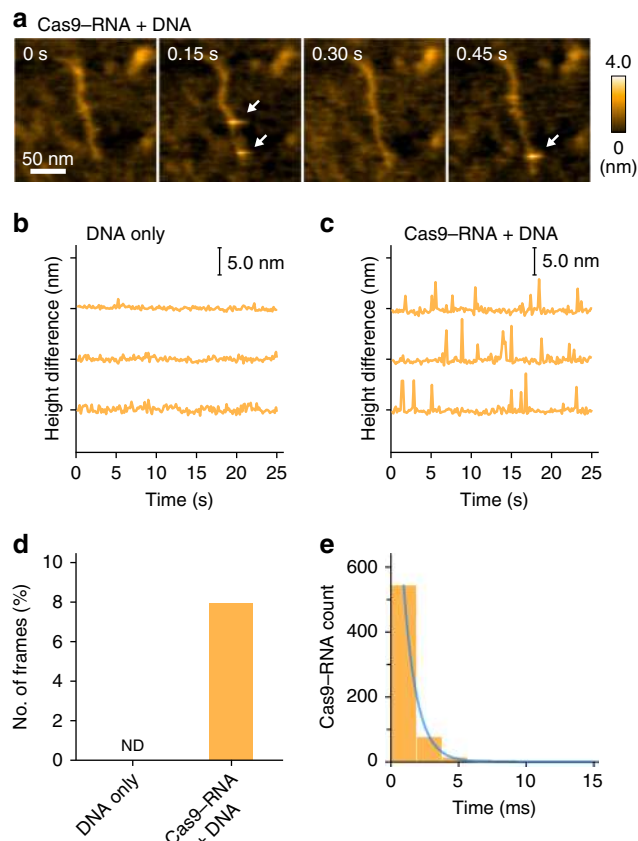 a Cas9–RNA + DNA
0 s 0.15 s 0.30 s 0.45 s
4.0
0
(nm)
50 nm
b DNA only
5.0 nm
Height difference (nm)
0 5 10 15 20 25
Time (s)
c Cas9–RNA + DNA
5.0 nm
Height difference (nm)
0 5 10 15 20 25
Time (s)
d
No. of frames (%)
10
8
6
4
2
0
ND
DNA only
Cas9–RNA
+ DNA
e
Cas9–RNA count
600
400
200
0
0 5 10 15
Time (ms)